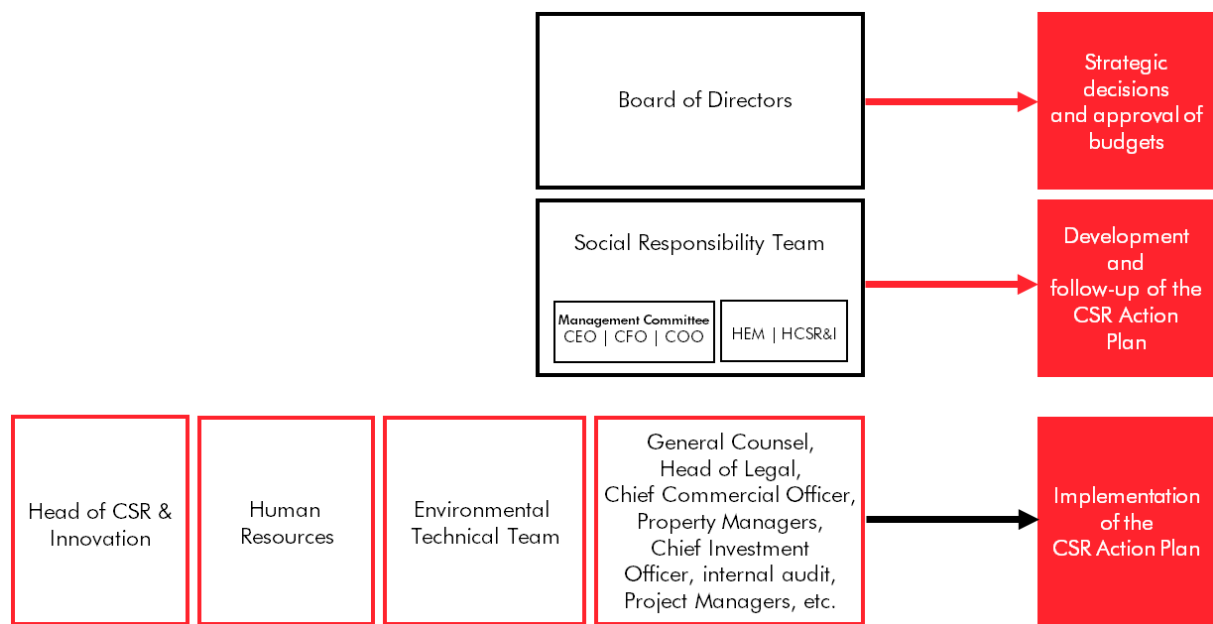 Board of Directors
Strategic
decisions
and approval of
budgets
Social Responsibility Team
Management Committee
CEO | CFO | COO
HEM | HCSR&I
Development
and
follow-up of the
CSR Action
Plan
Head of CSR &
Innovation
Human
Resources
Environmental
Technical Team
General Counsel,
Head of Legal,
Chief Commercial Officer,
Property Managers,
Chief Investment
Officer, internal audit,
Project Managers, etc.
Implementation
of the
CSR Action Plan